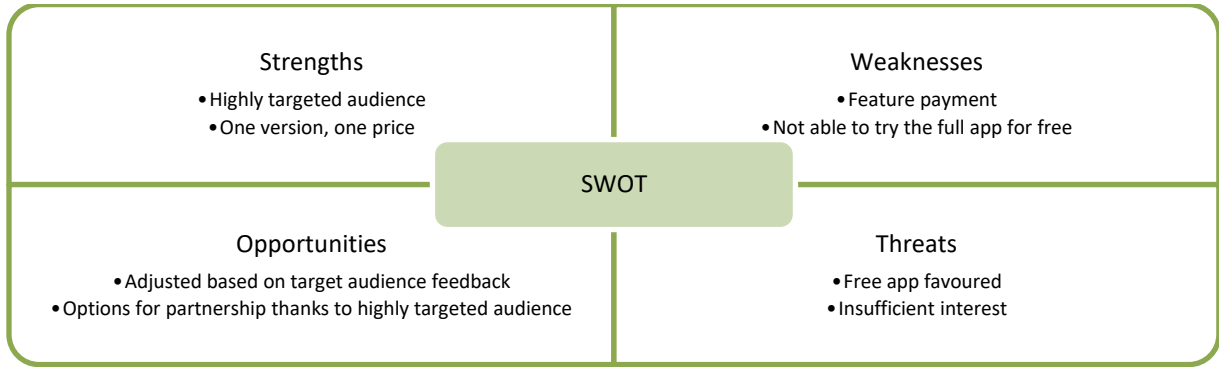 Strengths
•Highly targeted audience
•One version, one price
Weaknesses
•Feature payment
•Not able to try the full app for free
SWOT
Opportunities
•Adjusted based on target audience feedback
•Options for partnership thanks to highly targeted audience
Threats
•Free app favoured
•Insufficient interest